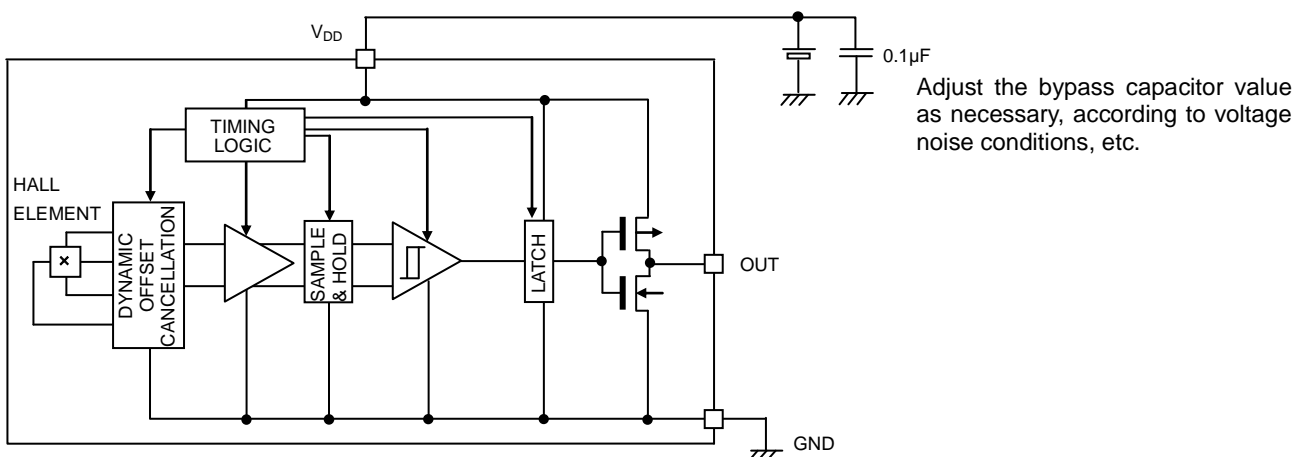 V_DD
0.1μF
Adjust the bypass capacitor value
as necessary, according to voltage
noise conditions, etc.
TIMING
LOGIC
HALL
ELEMENT
×
DYNAMIC
OFFSET
CANCELLATION
SAMPLE
& HOLD
LATCH
OUT
GND